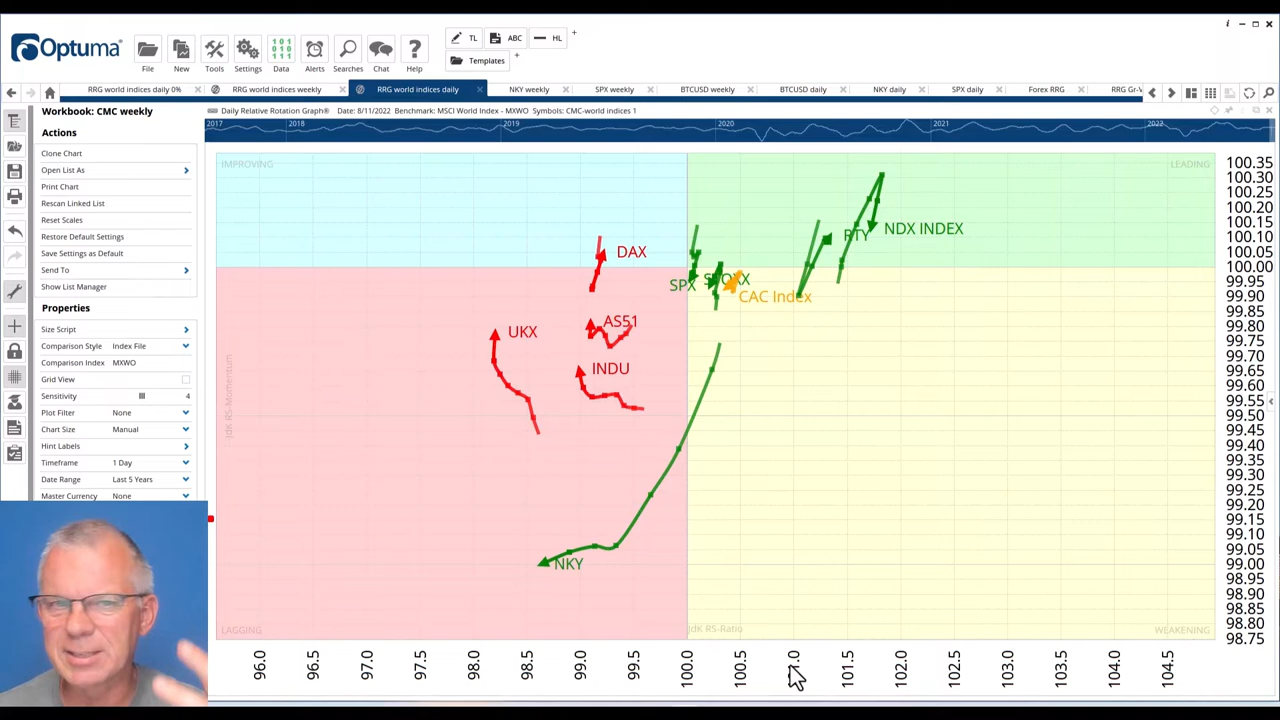 Optuma®
File
New
Tools
Settings
Data
Alerts
Searches
Chat
Help
TL
ABC
HL
Templates
RRG world indices daily 0%
RRG world indices weekly
RRG world indices daily
NKY weekly
SPX weekly
BTCUSD weekly
BTCUSD daily
NKY daily
SPX daily
Forex RRG
RRG Gr-V
Workbook: CMC weekly
Daily Relative Rotation Graph® Date: 8/11/2022 Benchmark: MSCI World Index - MXWO Symbols: CMC-world indices 1
2017
2018
2019
2020
2021
2022
Actions
Clone Chart
Open List As
Print Chart
Rescan Linked List
Reset Scales
Restore Default Settings
Save Settings as Default
Send To
Show List Manager
Properties
Size Script
Comparison Style Index File
Comparison Index MXWO
Grid View
Sensitivity 4
Plot Filter None
Chart Size Manual
Hint Labels
Timeframe 1 Day
Date Range Last 5 Years
Master Currency None
IMPROVING
LEADING
LAGGING
WEAKENING
JdK RS-Momentum
JdK RS-Ratio
DAX
UKX
AS51
INDU
NKY
SPX
CAC Index
RTY
NDX INDEX
100.35
100.30
100.25
100.20
100.15
100.10
100.05
100.00
99.95
99.90
99.85
99.80
99.75
99.70
99.65
99.60
99.55
99.50
99.45
99.40
99.35
99.30
99.25
99.20
99.15
99.10
99.05
99.00
98.95
98.90
98.85
98.80
98.75
96.0
96.5
97.0
97.5
98.0
98.5
99.0
99.5
100.0
100.5
101.5
102.0
102.5
103.0
103.5
104.0
104.5